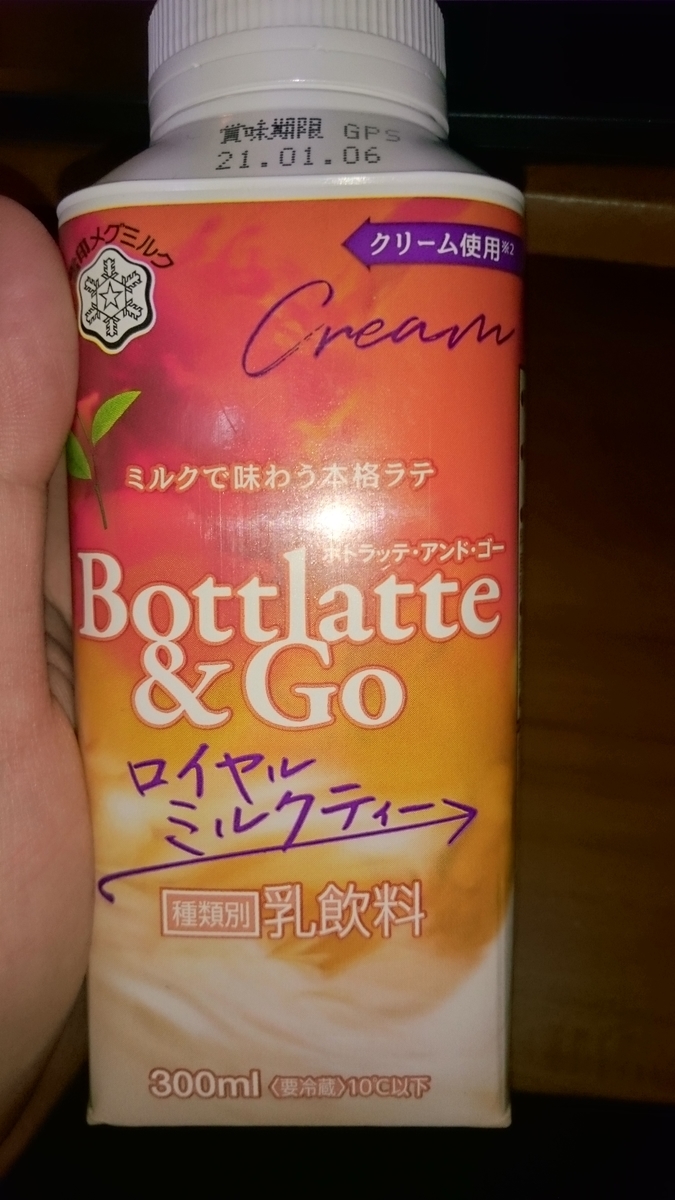 賞味期限 GPS
21.01.06
雪印メグミルク
クリーム使用※2
Cream
ミルクで味わう本格ラテ
ボトラッテ・アンド・ゴー
Bottlatte
& Go
ロイヤル
ミルクティー
種類別 乳飲料
300ml 〈要冷蔵〉10℃以下